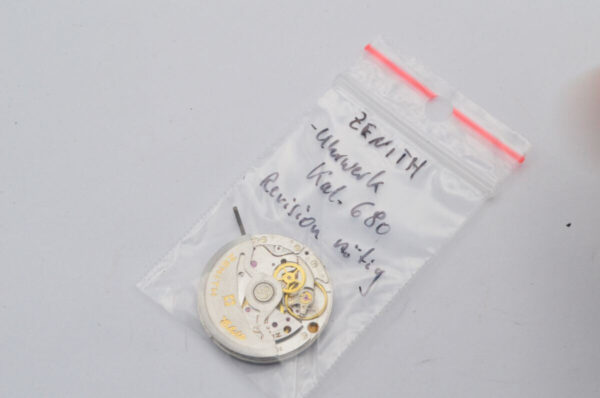 ZENITH
-Uhrwerk
Kal. 680
Revision nötig